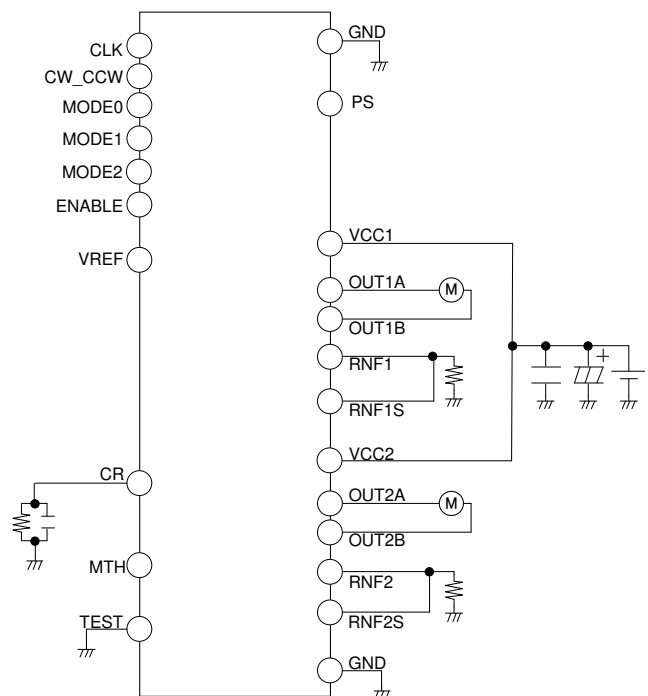 CLK
CW_CCW
MODE0
MODE1
MODE2
ENABLE
VREF
CR
MTH
TEST
GND
PS
VCC1
OUT1A
M
OUT1B
RNF1
RNF1S
VCC2
OUT2A
M
OUT2B
RNF2
RNF2S
GND
+